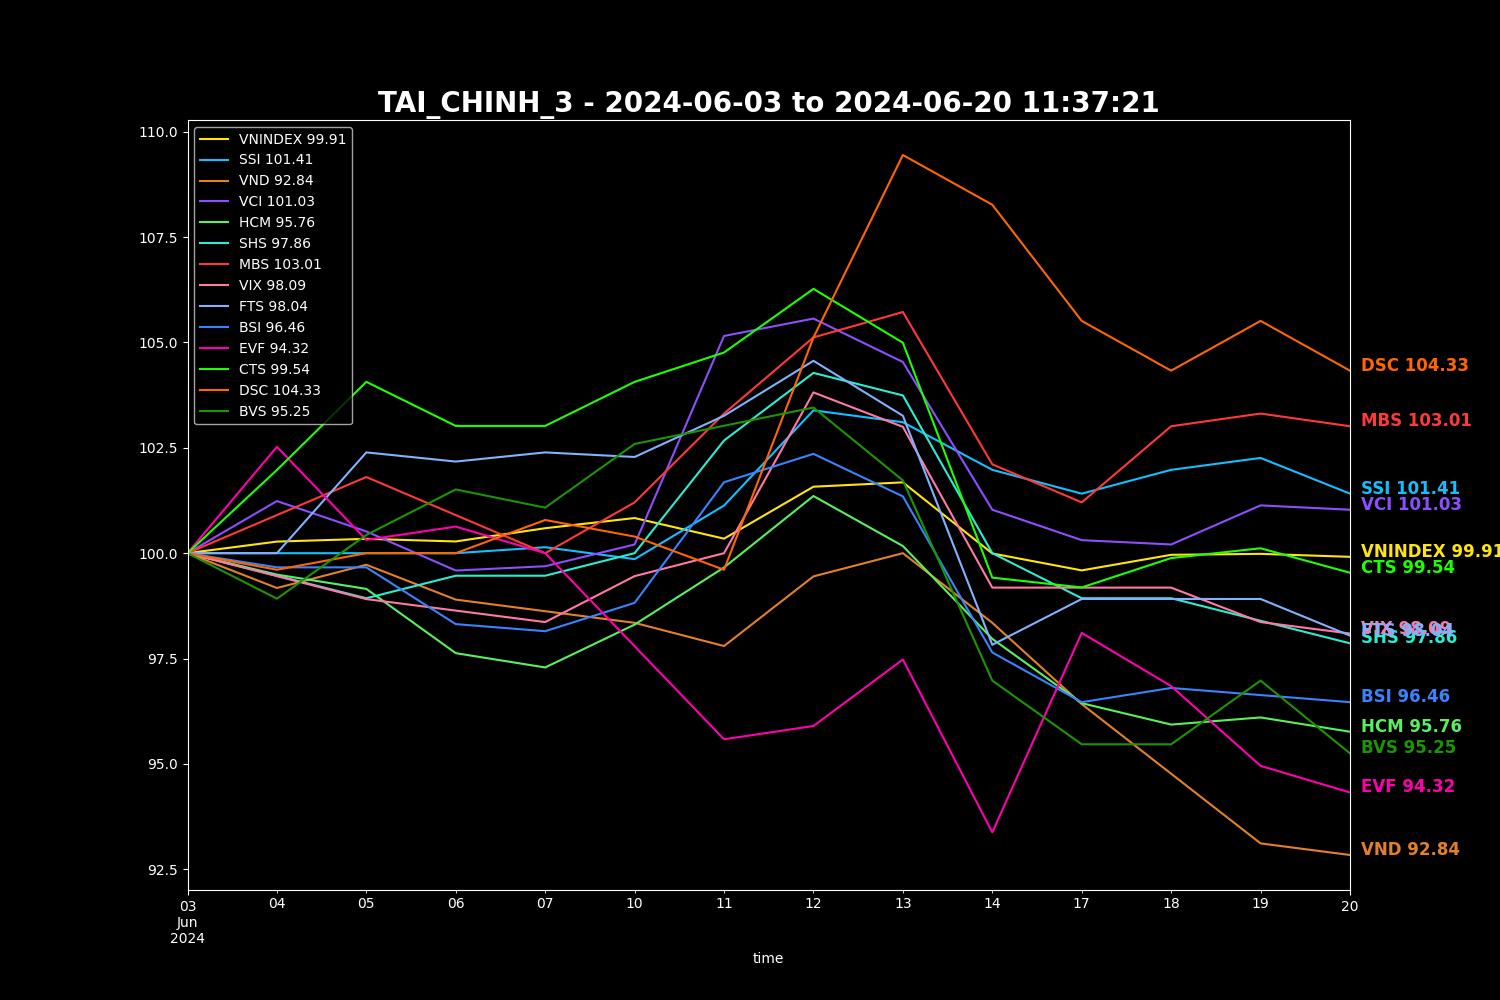 TAI_CHINH_3 - 2024-06-03 to 2024-06-20 11:37:21
110.0
107.5
105.0
102.5
100.0
97.5
95.0
92.5
VNINDEX 99.91
SSI 101.41
VND 92.84
VCI 101.03
HCM 95.76
SHS 97.86
MBS 103.01
VIX 98.09
FTS 98.04
BSI 96.46
EVF 94.32
CTS 99.54
DSC 104.33
BVS 95.25
DSC 104.33
MBS 103.01
SSI 101.41
VCI 101.03
VNINDEX 99.91
CTS 99.54
VIX 98.09
FTS 98.04
SHS 97.86
BSI 96.46
HCM 95.76
BVS 95.25
EVF 94.32
VND 92.84
03 04 05 06 07 10 11 12 13 14 17 18 19 20
Jun
2024
time